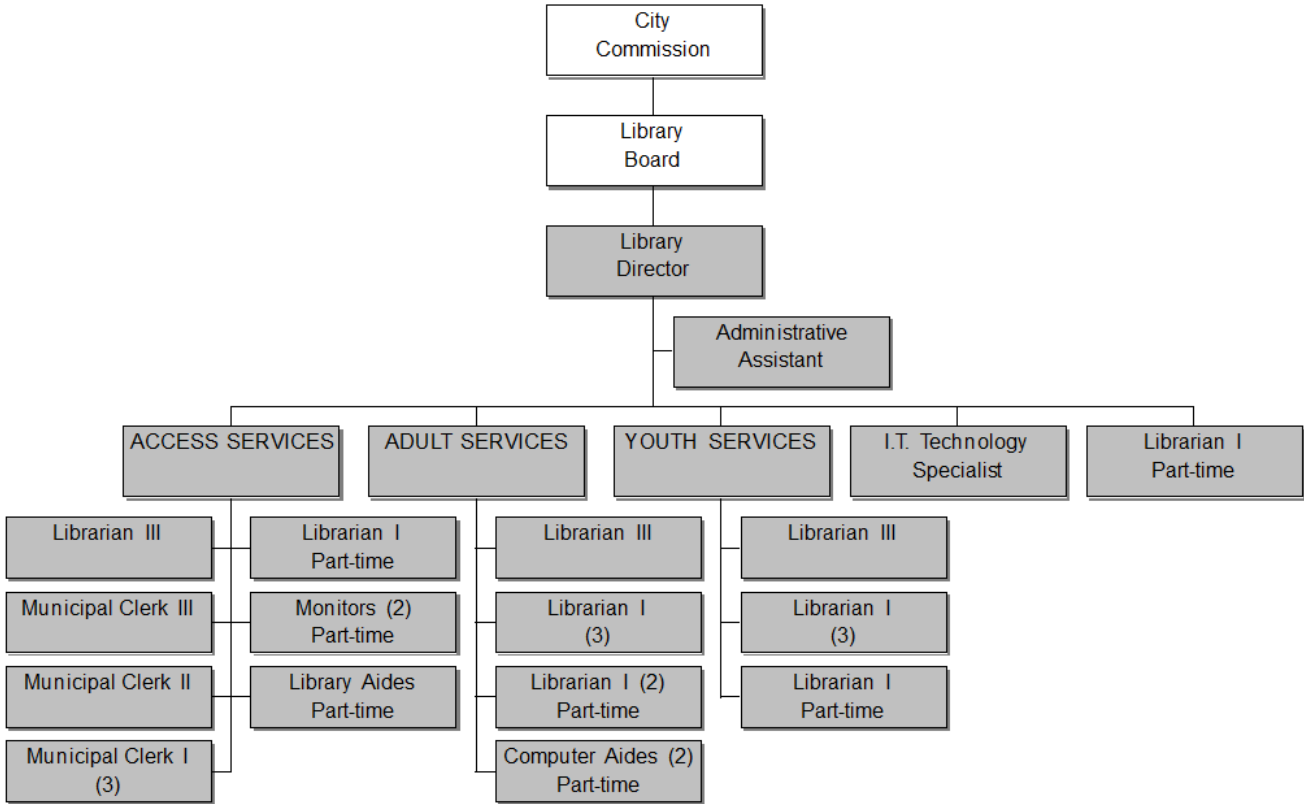 City
Commission
Library
Board
Library
Director
Administrative
Assistant
ACCESS SERVICES
ADULT SERVICES
YOUTH SERVICES
I.T. Technology
Specialist
Librarian I
Part-time
Librarian III
Municipal Clerk III
Municipal Clerk II
Municipal Clerk I
(3)
Librarian I
Part-time
Monitors (2)
Part-time
Library Aides
Part-time
Librarian III
Librarian I
(3)
Librarian I (2)
Part-time
Computer Aides (2)
Part-time
Librarian III
Librarian I
(3)
Librarian I
Part-time